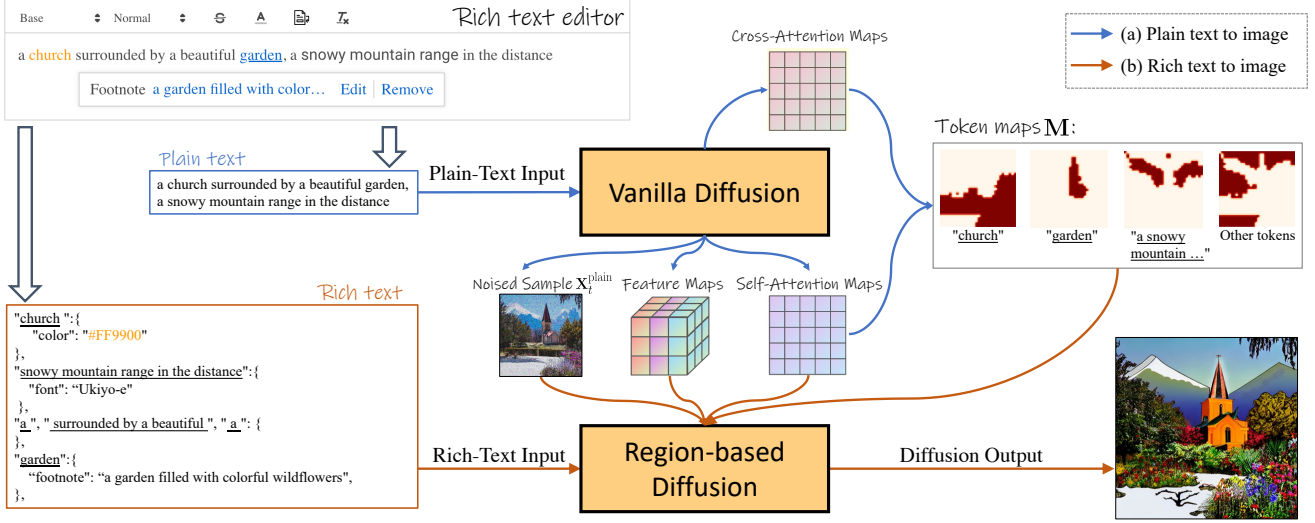 Base Normal S A Tx Rich text editor
a church surrounded by a beautiful garden, a snowy mountain range in the distance
Footnote a garden filled with color... Edit Remove
Cross-Attention Maps
(a) Plain text to image
(b) Rich text to image
Plain text
a church surrounded by a beautiful garden,
a snowy mountain range in the distance
Plain-Text Input
Vanilla Diffusion
Token maps M:
"church" "garden" "a snowy Other tokens
mountain ..."
Noised Sample X_t^plain Feature Maps Self-Attention Maps
Rich text
"church ":{
"color": "#FF9900"
},
"snowy mountain range in the distance":{
"font": “Ukiyo-e"
},
"a ", " surrounded by a beautiful ", " a ": {
},
"garden":{
“footnote": “a garden filled with colorful wildflowers",
},
Rich-Text Input
Region-based
Diffusion
Diffusion Output